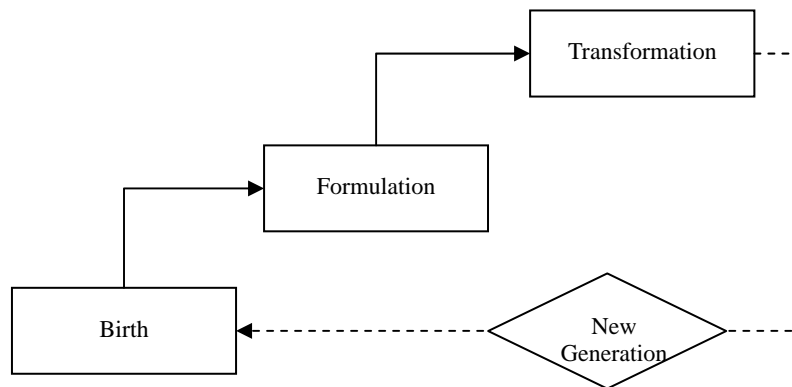 Transformation
Formulation
Birth
New
Generation